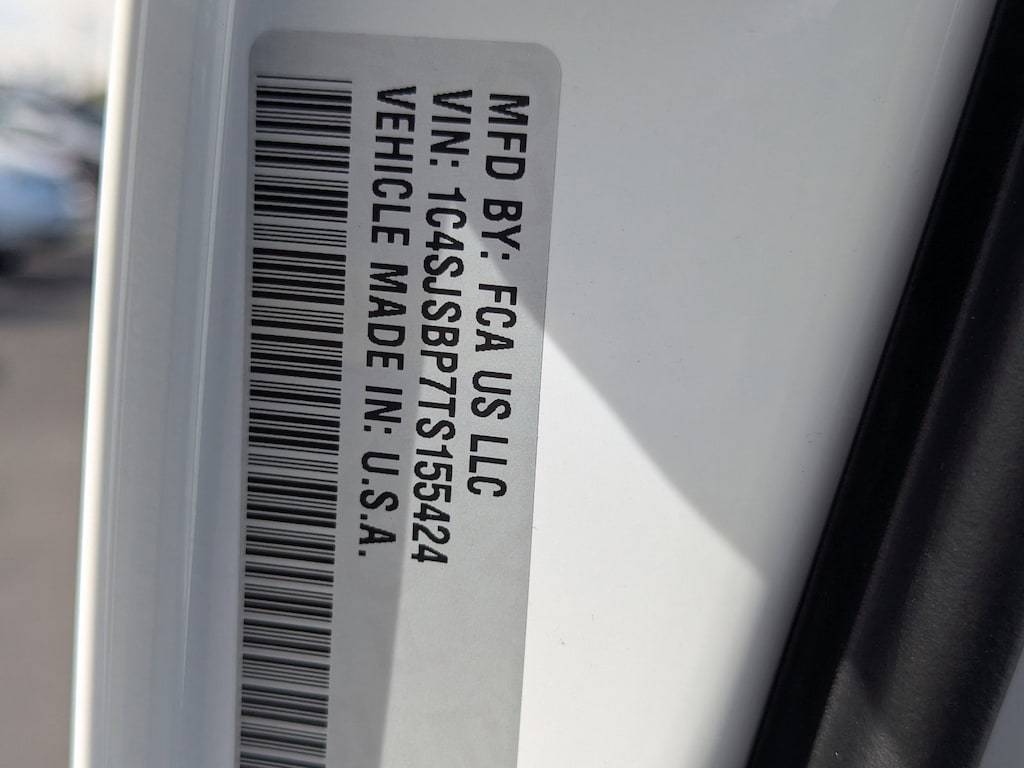 MFD BY: FCA US LLC
VIN: 1C4SJSBP7TS155424
VEHICLE MADE IN: U.S.A.